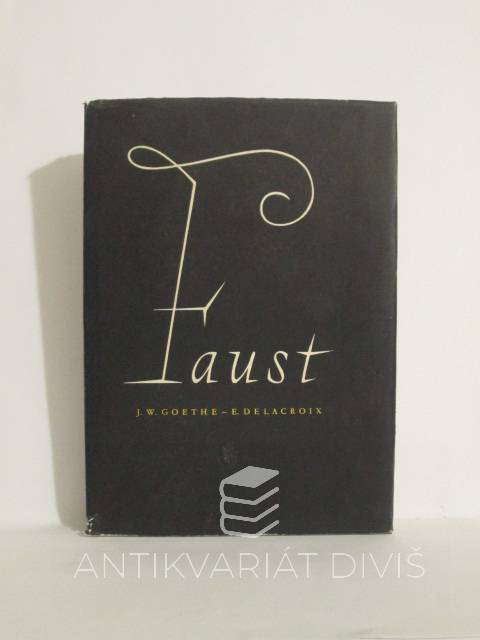 Faust
J. W. GOETHE – E. DELACROIX
ANTIKVARIÁT DIVIŠ